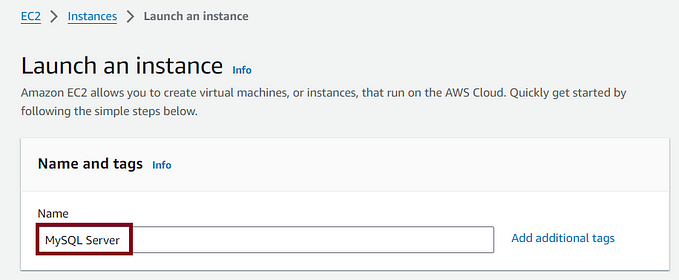 EC2 > Instances > Launch an instance
Launch an instance Info
Amazon EC2 allows you to create virtual machines, or instances, that run on the AWS Cloud. Quickly get started by
following the simple steps below.
Name and tags Info
Name
MySQL Server
Add additional tags